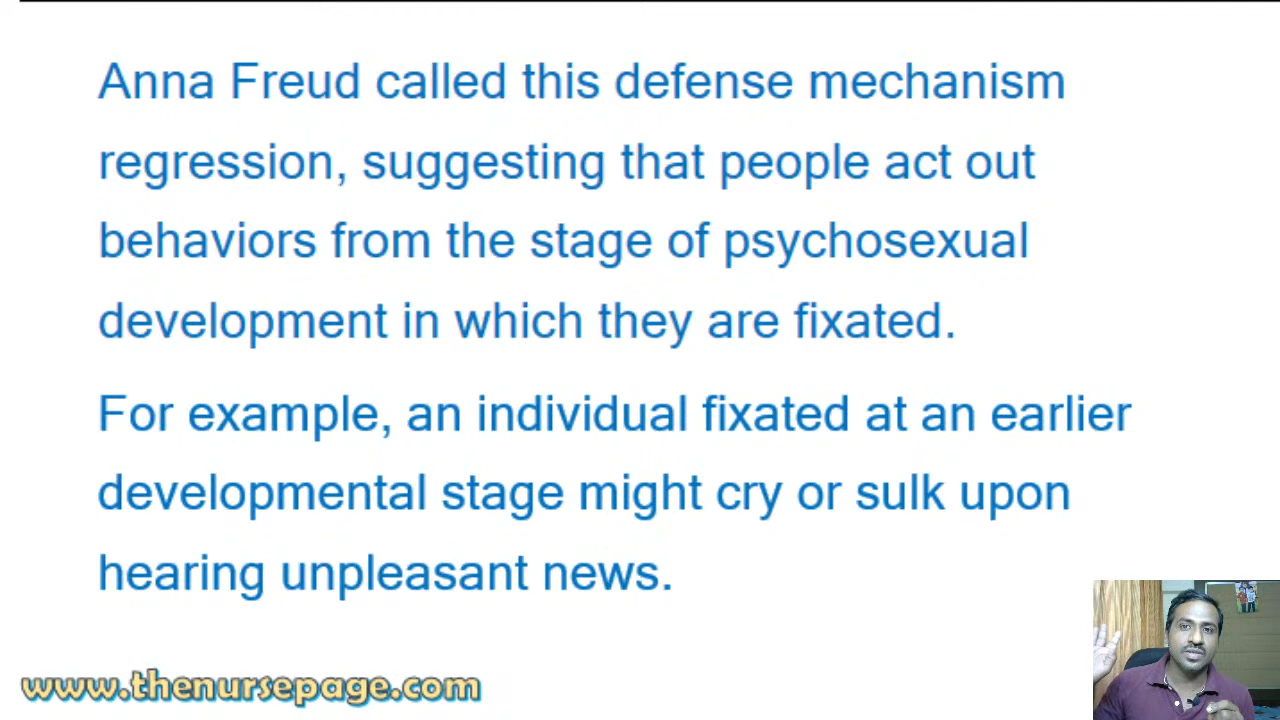 Anna Freud called this defense mechanism
regression, suggesting that people act out
behaviors from the stage of psychosexual
development in which they are fixated.
For example, an individual fixated at an earlier
developmental stage might cry or sulk upon
hearing unpleasant news.
www.thenursepage.com